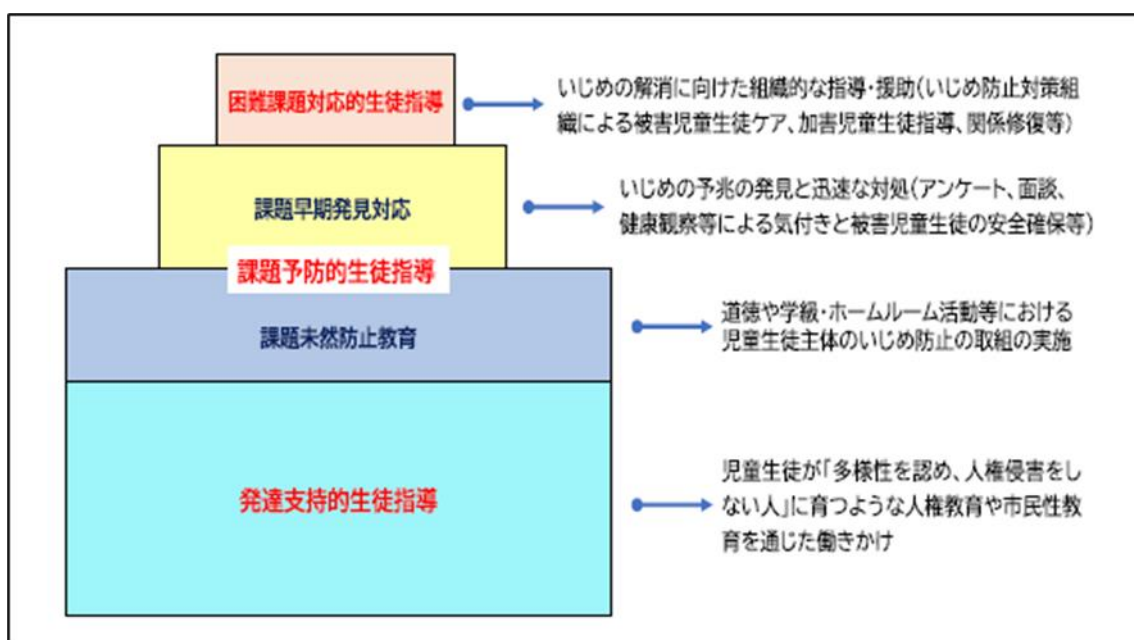 困難課題対応的生徒指導
いじめの解消に向けた組織的な指導・援助(いじめ防止対策組
織による被害児童生徒ケア、加害児童生徒指導、関係修復等)
課題早期発見対応
いじめの予兆の発見と迅速な対処(アンケート、面談、
健康観察等による気付きと被害児童生徒の安全確保等)
課題予防的生徒指導
課題未然防止教育
道徳や学級・ホームルーム活動等における
児童生徒主体のいじめ防止の取組の実施
発達支持的生徒指導
児童生徒が「多様性を認め、人権侵害をし
ない人」に育つような人権教育や市民性教
育を通じた働きかけ